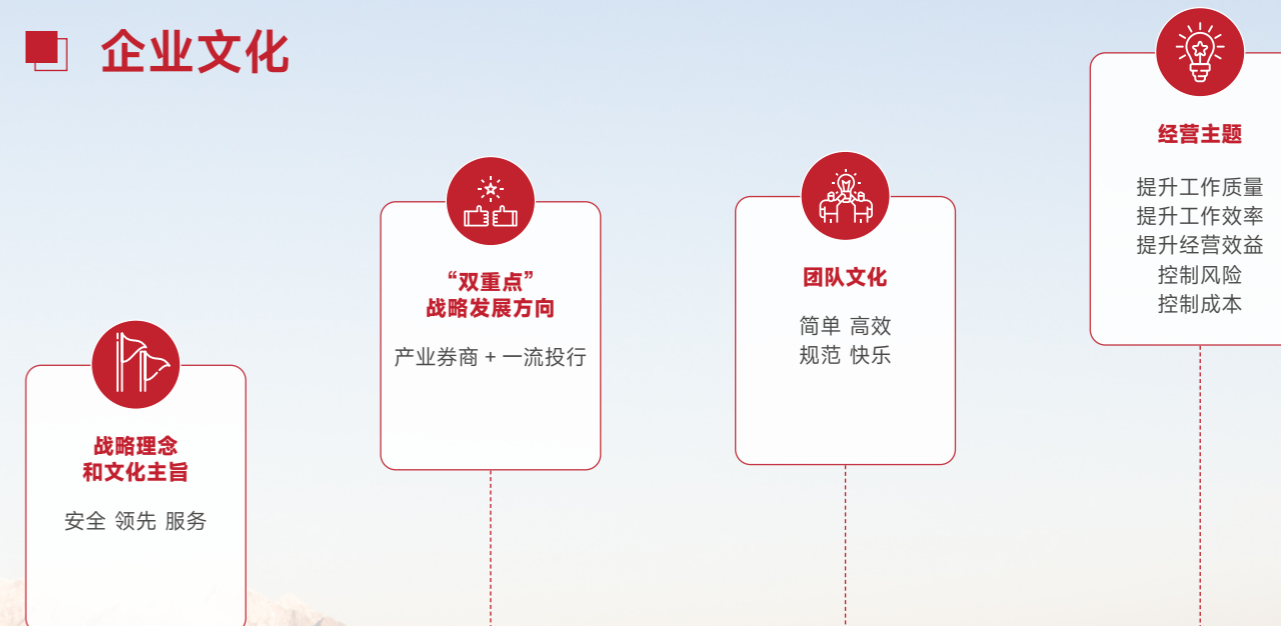 企业文化
战略理念
和文化主旨
安全 领先 服务
“双重点”
战略发展方向
产业券商 + 一流投行
团队文化
简单 高效
规范 快乐
经营主题
提升工作质量
提升工作效率
提升经营效益
控制风险
控制成本